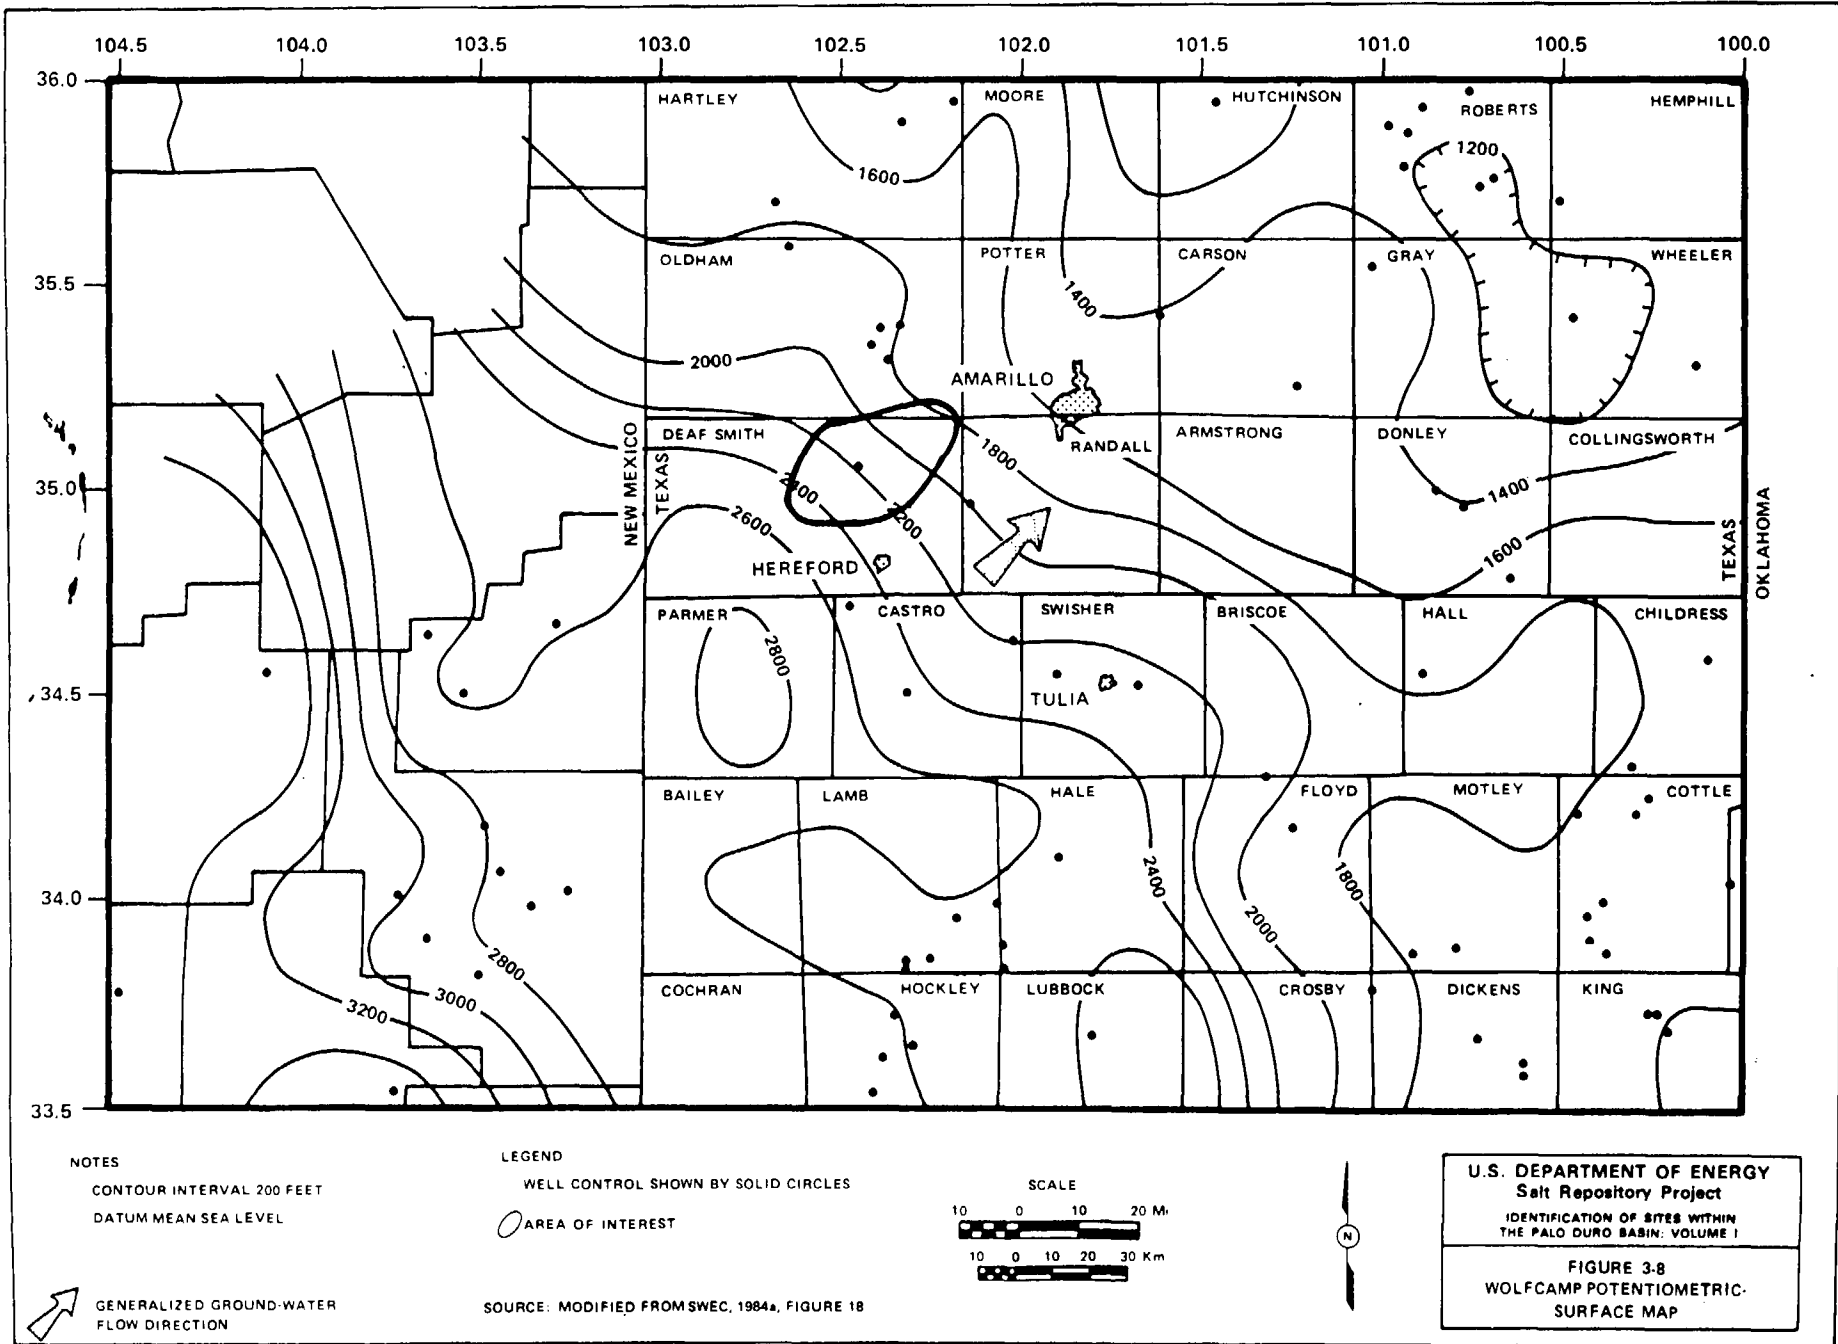 104.5 104.0 103.5 103.0 102.5 102.0 101.5 101.0 100.5 100.0
36.0
HARTLEY MOORE HUTCHINSON ROBERTS HEMPHILL
1200
1600
OLDHAM POTTER CARSON GRAY WHEELER
35.5
1400
2000
AMARILLO
DEAF SMITH RANDALL ARMSTRONG DONLEY COLLINGSWORTH
1800
NEW MEXICO
TEXAS
35.0
2400
1400
2200
2600
TEXAS
OKLAHOMA
1600
HEREFORD
PARMER CASTRO SWISHER BRISCOE HALL CHILDRESS
2800
34.5
TULIA
BAILEY LAMB HALE FLOYD MOTLEY COTTLE
2400
1800
34.0
2000
2800
COCHRAN HOCKLEY LUBBOCK CROSBY DICKENS KING
3000
3200
33.5
NOTES
CONTOUR INTERVAL 200 FEET
DATUM MEAN SEA LEVEL
GENERALIZED GROUND-WATER
FLOW DIRECTION
LEGEND
WELL CONTROL SHOWN BY SOLID CIRCLES
AREA OF INTEREST
SOURCE: MODIFIED FROM SWEC, 1984a, FIGURE 18
SCALE
10 0 10 20 Mi
10 0 10 20 30 Km
N
U.S. DEPARTMENT OF ENERGY
Salt Repository Project
IDENTIFICATION OF SITES WITHIN
THE PALO DURO BASIN: VOLUME I
FIGURE 3-8
WOLFCAMP POTENTIOMETRIC-
SURFACE MAP